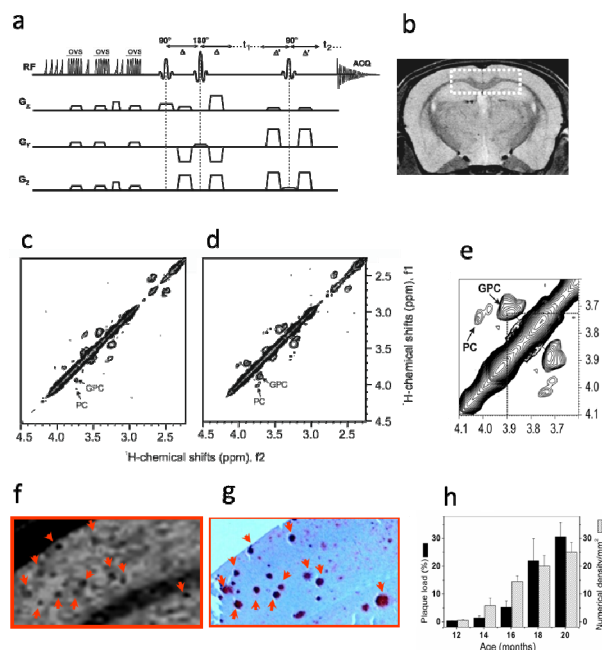 a
b
OVS OVS OVS
90° 180° 90°
Δ Δ t1 Δ' Δ' t2
RF
ACQ
Gx
GY
GZ
c
d
e
GPC
PC
GPC
PC
GPC
PC
2.5
3.0
3.5
4.0
4.5
¹H-chemical shifts (ppm), f1
3.7
3.8
3.9
4.0
4.1
4.5 4.0 3.5 3.0 2.5
4.5 4.0 3.5 3.0 2.5
¹H-chemical shifts (ppm), f2
4.1 4.0 3.9 3.8 3.7
f
g
h
Plaque load (%)
30
20
10
0
30
20
10
0
Numerical density/mm²
12 14 16 18 20
Age (months)